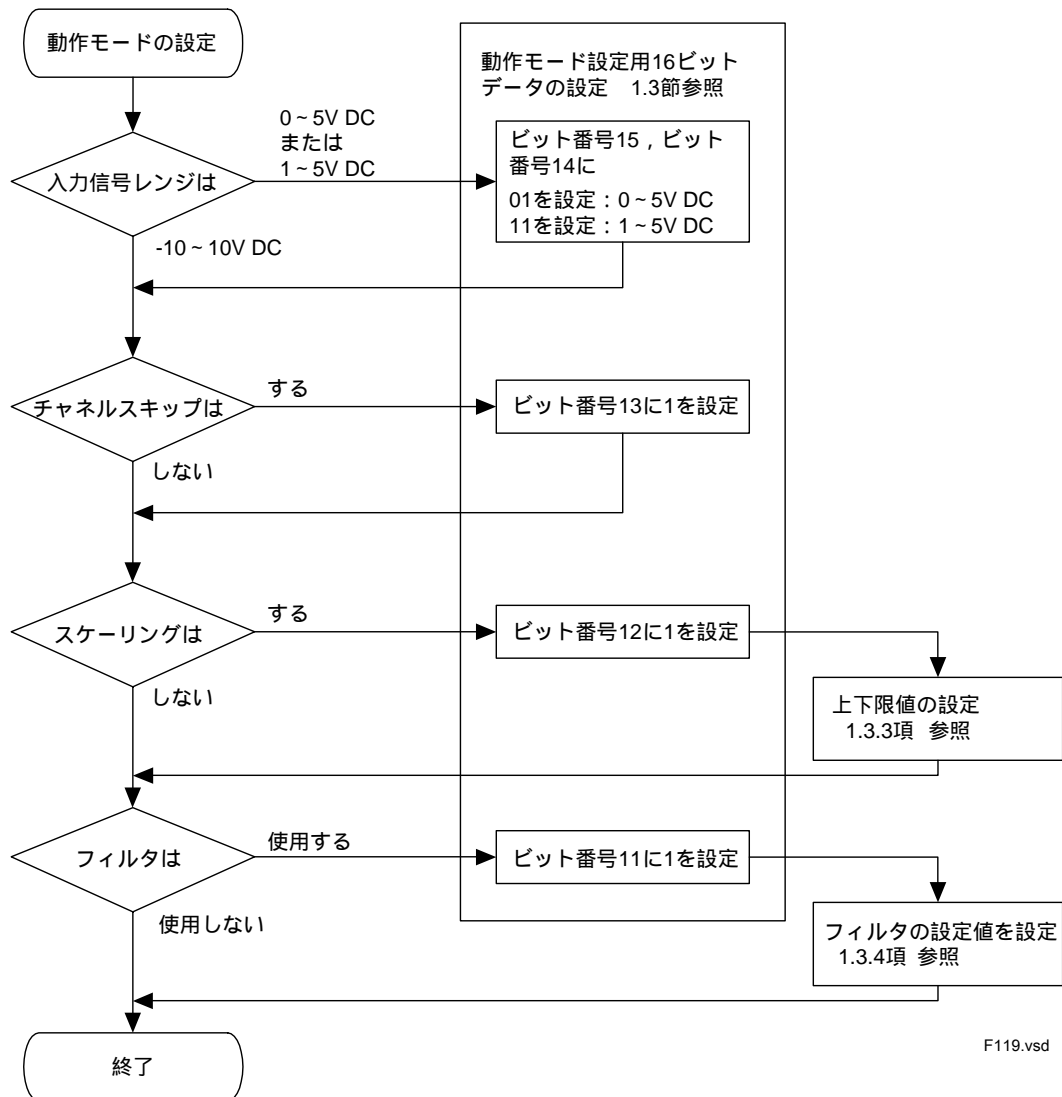 動作モードの設定
動作モード設定用16ビット
データの設定 1.3節参照
0~5V DC
または
1~5V DC
入力信号レンジは
ビット番号15,ビット
番号14に
01を設定:0~5V DC
11を設定:1~5V DC
-10~10V DC
チャネルスキップは
する
ビット番号13に1を設定
しない
スケーリングは
する
ビット番号12に1を設定
しない
上下限値の設定
1.3.3項 参照
フィルタは
使用する
ビット番号11に1を設定
使用しない
フィルタの設定値を設定
1.3.4項 参照
終了
F119.vsd